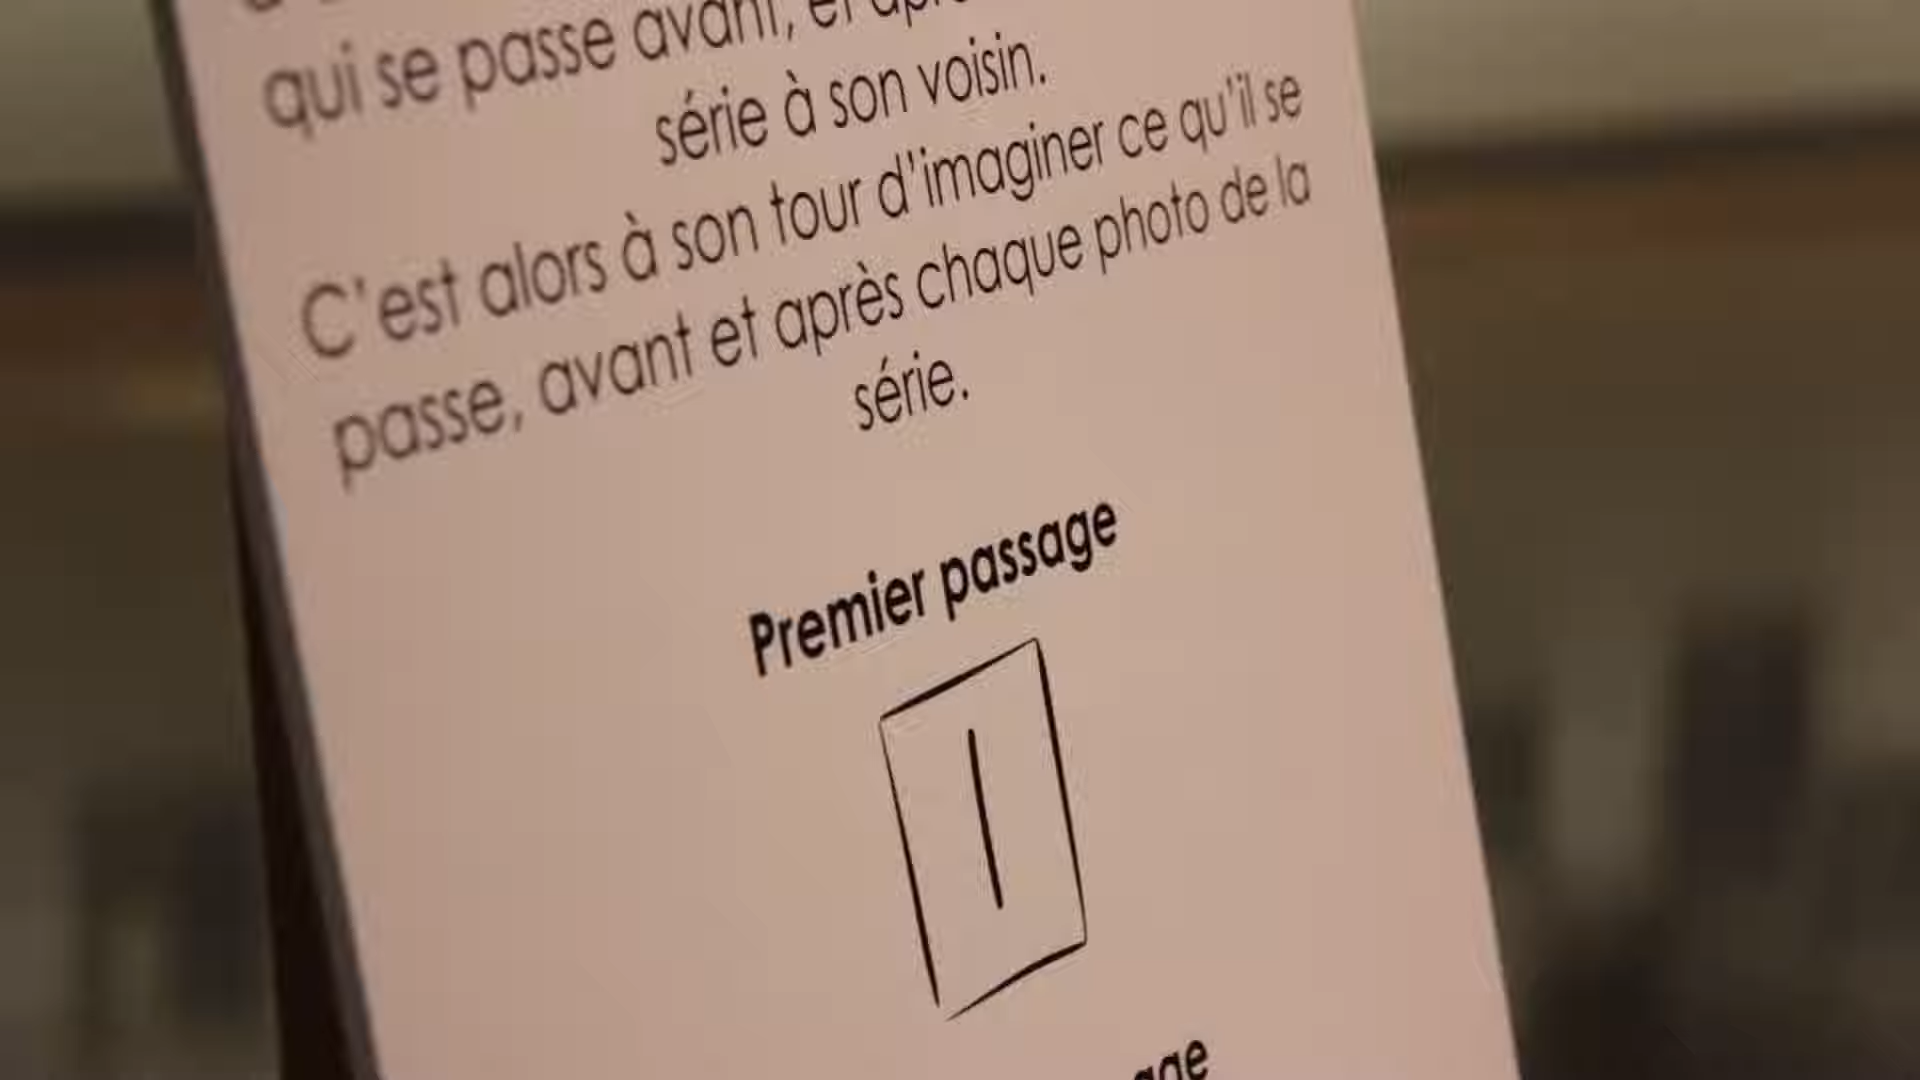 qui se passe avant, et
série à son voisin.
C'est alors à son tour d'imaginer ce qu'il se
passe, avant et après chaque photo de la
série.
Premier passage
|